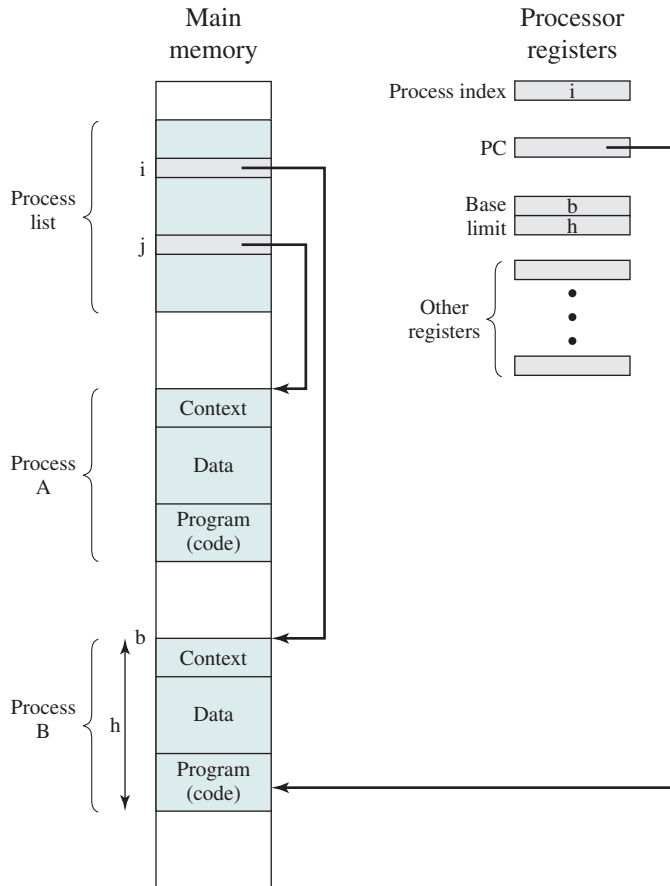 Main
memory
Processor
registers
Process index
i
PC
Base
limit
b
h
Other
registers
Process
list
i
j
Process
A
Context
Data
Program
(code)
b
Process
B
h
Context
Data
Program
(code)